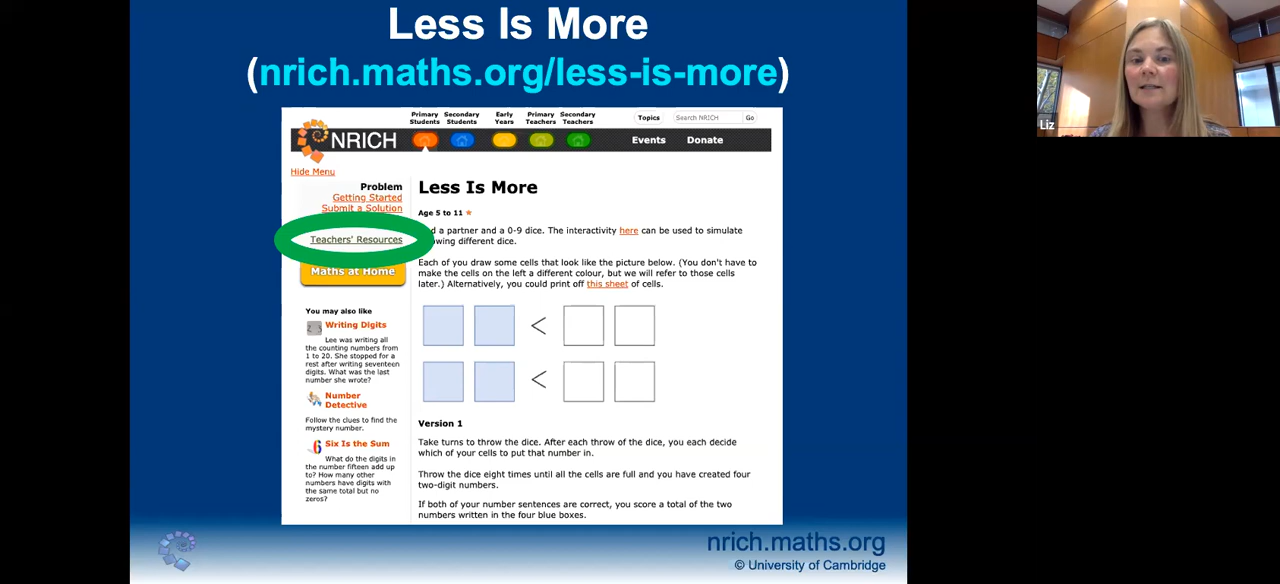 Less Is More
(nrich.maths.org/less-is-more)
Liz
Primary Students
Secondary Students
Early Years
Primary Teachers
Secondary Teachers
Topics
Search NRICH
Go
NRICH
Events
Donate
Hide Menu
Problem
Getting Started
Submit a Solution
Teachers' Resources
Maths at Home
You may also like
Writing Digits
Lee was writing all
the counting numbers from
1 to 20. She stopped for a
rest after writing seventeen
digits. What was the last
number she wrote?
Number
Detective
Follow the clues to find the
mystery number.
6 Six Is the Sum
What do the digits in
the number fifteen add up
to? How many other
numbers have digits with
the same total but no
zeros?
Less Is More
Age 5 to 11
a partner and a 0-9 dice. The interactivity here can be used to simulate
different dice.
Each of you draw some cells that look like the picture below. (You don't have to
make the cells on the left a different colour, but we will refer to those cells
later.) Alternatively, you could print off this sheet of cells.
<
<
Version 1
Take turns to throw the dice. After each throw of the dice, you each decide
which of your cells to put that number in.
Throw the dice eight times until all the cells are full and you have created four
two-digit numbers.
If both of your number sentences are correct, you score a total of the two
numbers written in the four blue boxes.
nrich.maths.org
© University of Cambridge